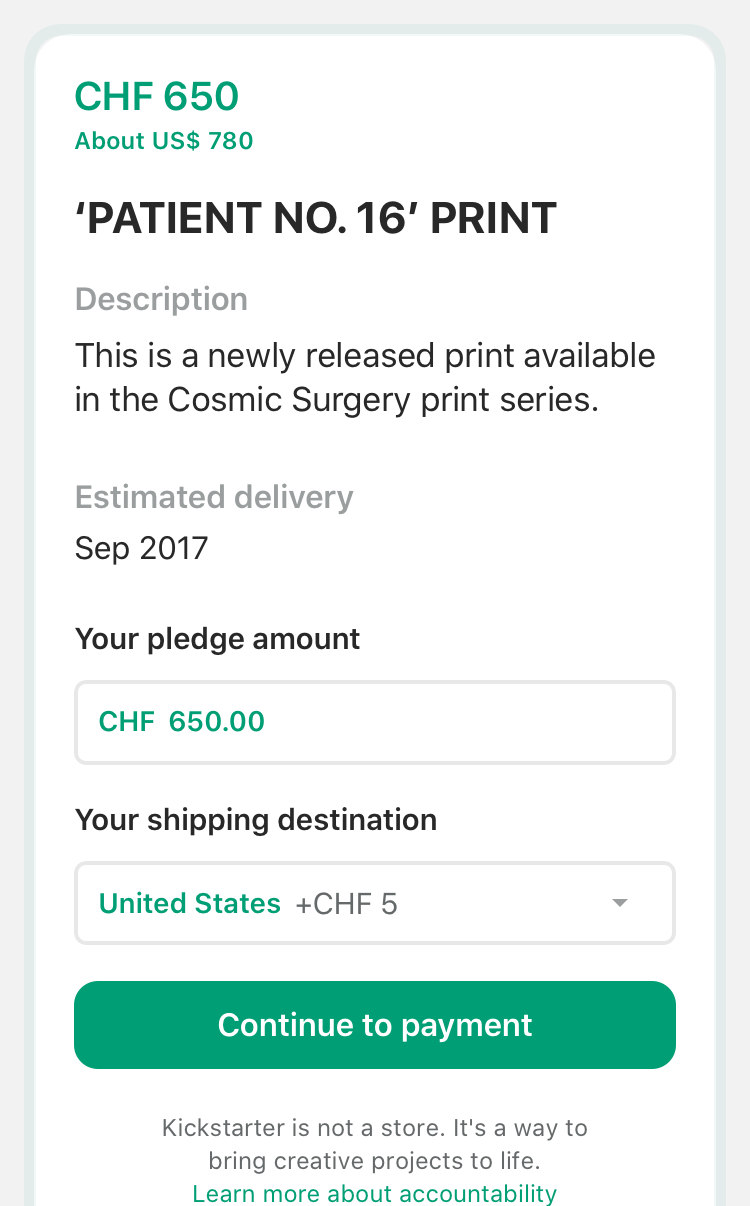 CHF 650
About US$ 780
‘PATIENT NO. 16’ PRINT
Description
This is a newly released print available
in the Cosmic Surgery print series.
Estimated delivery
Sep 2017
Your pledge amount
CHF 650.00
Your shipping destination
United States +CHF 5
Continue to payment
Kickstarter is not a store. It's a way to
bring creative projects to life.
Learn more about accountability